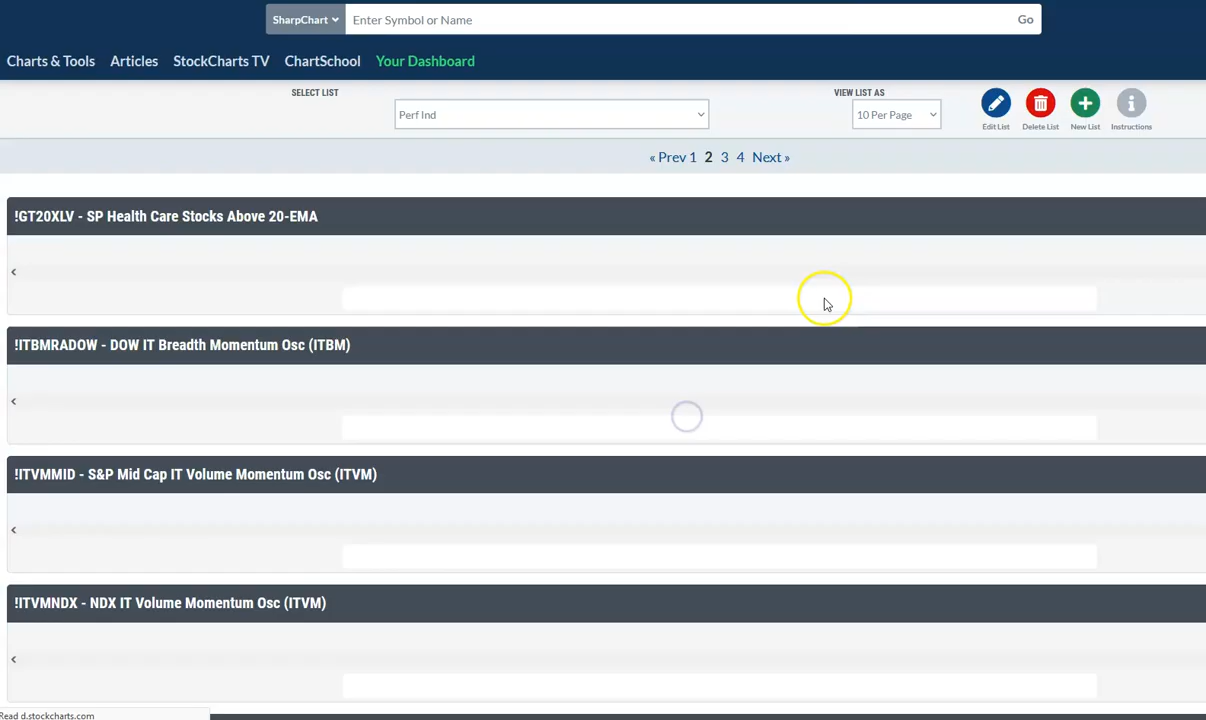 SharpChart Enter Symbol or Name Go
Charts & Tools Articles StockCharts TV ChartSchool Your Dashboard
SELECT LIST VIEW LIST AS
Perf Ind 10 Per Page
Edit List Delete List New List Instructions
« Prev 1 2 3 4 Next »
!GT20XLV - SP Health Care Stocks Above 20-EMA
!ITBMRADOW - DOW IT Breadth Momentum Osc (ITBM)
!ITVMMID - S&P Mid Cap IT Volume Momentum Osc (ITVM)
!ITVMNDX - NDX IT Volume Momentum Osc (ITVM)
Read d.stockcharts.com